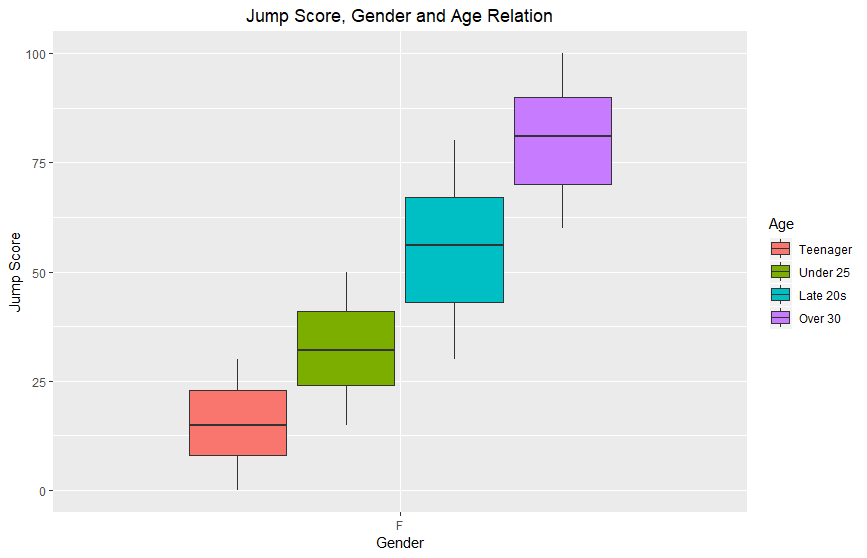 Jump Score, Gender and Age Relation
100
75
50
25
0
Jump Score
F
Gender
Age
Teenager
Under 25
Late 20s
Over 30